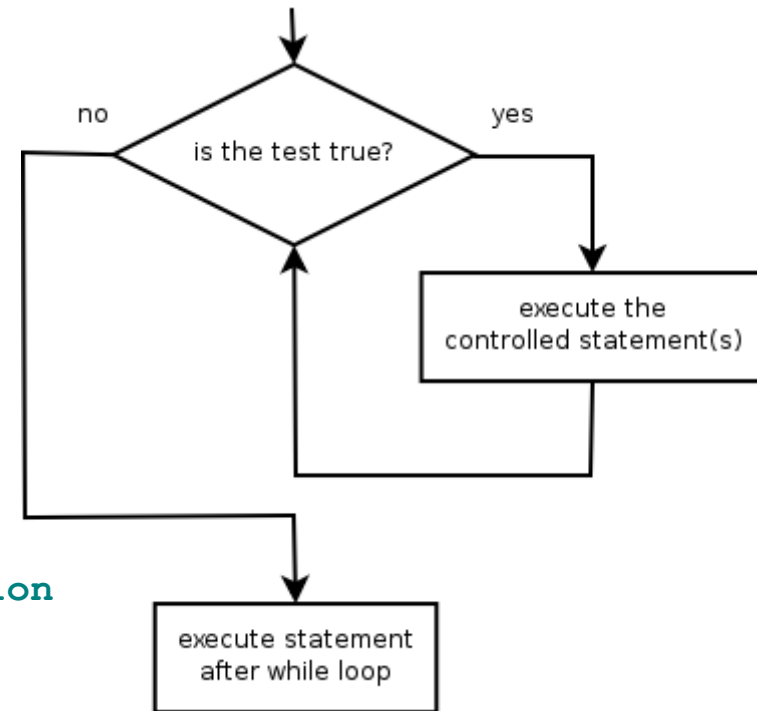 no
yes
is the test true?
execute the
controlled statement(s)
execute statement
after while loop